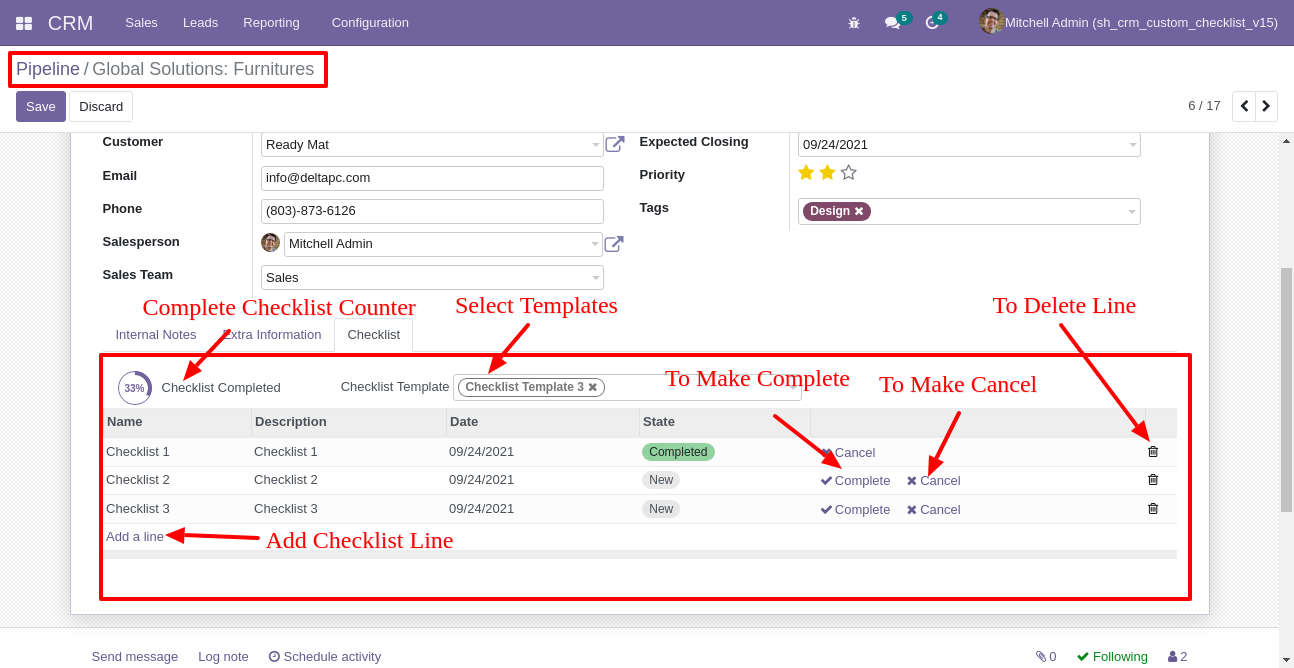 CRM Sales Leads Reporting Configuration 5 4 Mitchell Admin (sh_crm_custom_checklist_v15)
Pipeline / Global Solutions: Furnitures
Save Discard 6 / 17
Customer Ready Mat Expected Closing 09/24/2021
Email info@deltapc.com Priority
Phone (803)-873-6126 Tags Design
Salesperson Mitchell Admin
Sales Team Sales
Complete Checklist Counter Select Templates To Delete Line
Internal Notes Extra Information Checklist
33% Checklist Completed Checklist Template Checklist Template 3 To Make Complete To Make Cancel
Name Description Date State
Checklist 1 Checklist 1 09/24/2021 Completed Cancel
Checklist 2 Checklist 2 09/24/2021 New Complete Cancel
Checklist 3 Checklist 3 09/24/2021 New Complete Cancel
Add a line Add Checklist Line
Send message Log note Schedule activity 0 Following 2